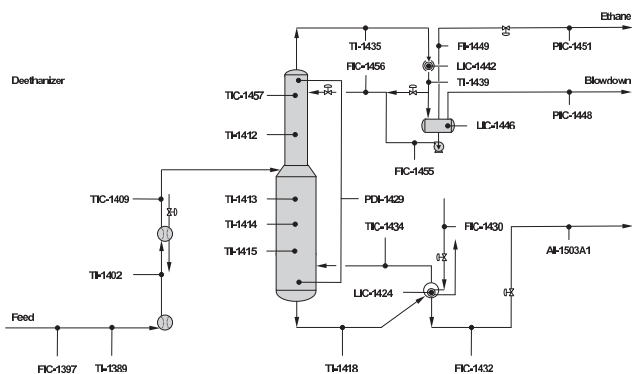 Ethane
TI-1435
FI-1449
PIC-1451
FIC-1456
LIC-1442
Deethanizer
TI-1439
TIC-1457
Blowdown
PIC-1448
TI-1412
LIC-1446
FIC-1455
TIC-1409
TI-1413
PDI-1429
TI-1414
TIC-1434
FIC-1430
TI-1415
AI-1503A1
TI-1402
LIC-1424
Feed
FIC-1397
TI-1389
TI-1418
FIC-1432